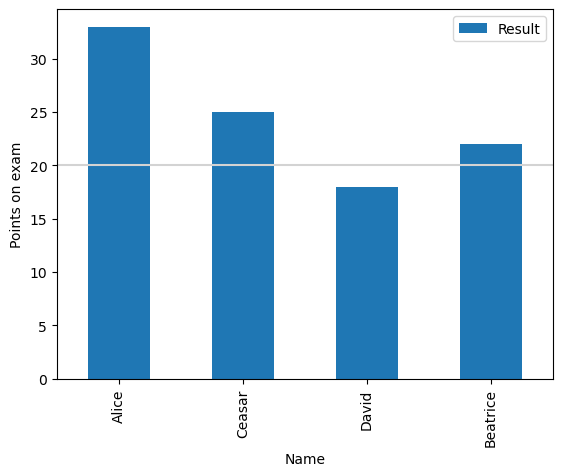 Result
Points on exam
30
25
20
15
10
5
0
Alice
Ceasar
David
Beatrice
Name